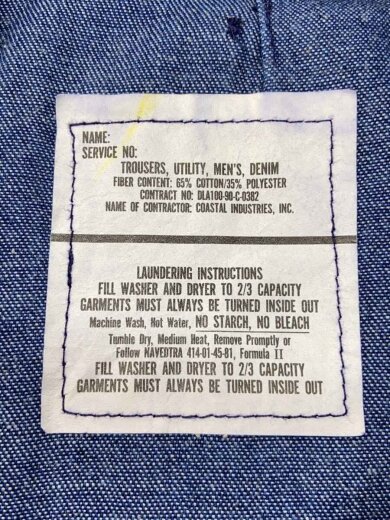 NAME:
SERVICE NO:
TROUSERS, UTILITY, MEN'S, DENIM
FIBER CONTENT: 65% COTTON/35% POLYESTER
CONTRACT NO: DLA100-90-C-0382
NAME OF CONTRACTOR: COASTAL INDUSTRIES, INC.
LAUNDERING INSTRUCTIONS
FILL WASHER AND DRYER TO 2/3 CAPACITY
GARMENTS MUST ALWAYS BE TURNED INSIDE OUT
Machine Wash, Hot Water, NO STARCH, NO BLEACH
Tumble Dry, Medium Heat, Remove Promptly or
Follow NAVEDTRA 414-01-45-81, Formula II
FILL WASHER AND DRYER TO 2/3 CAPACITY
GARMENTS MUST ALWAYS BE TURNED INSIDE OUT